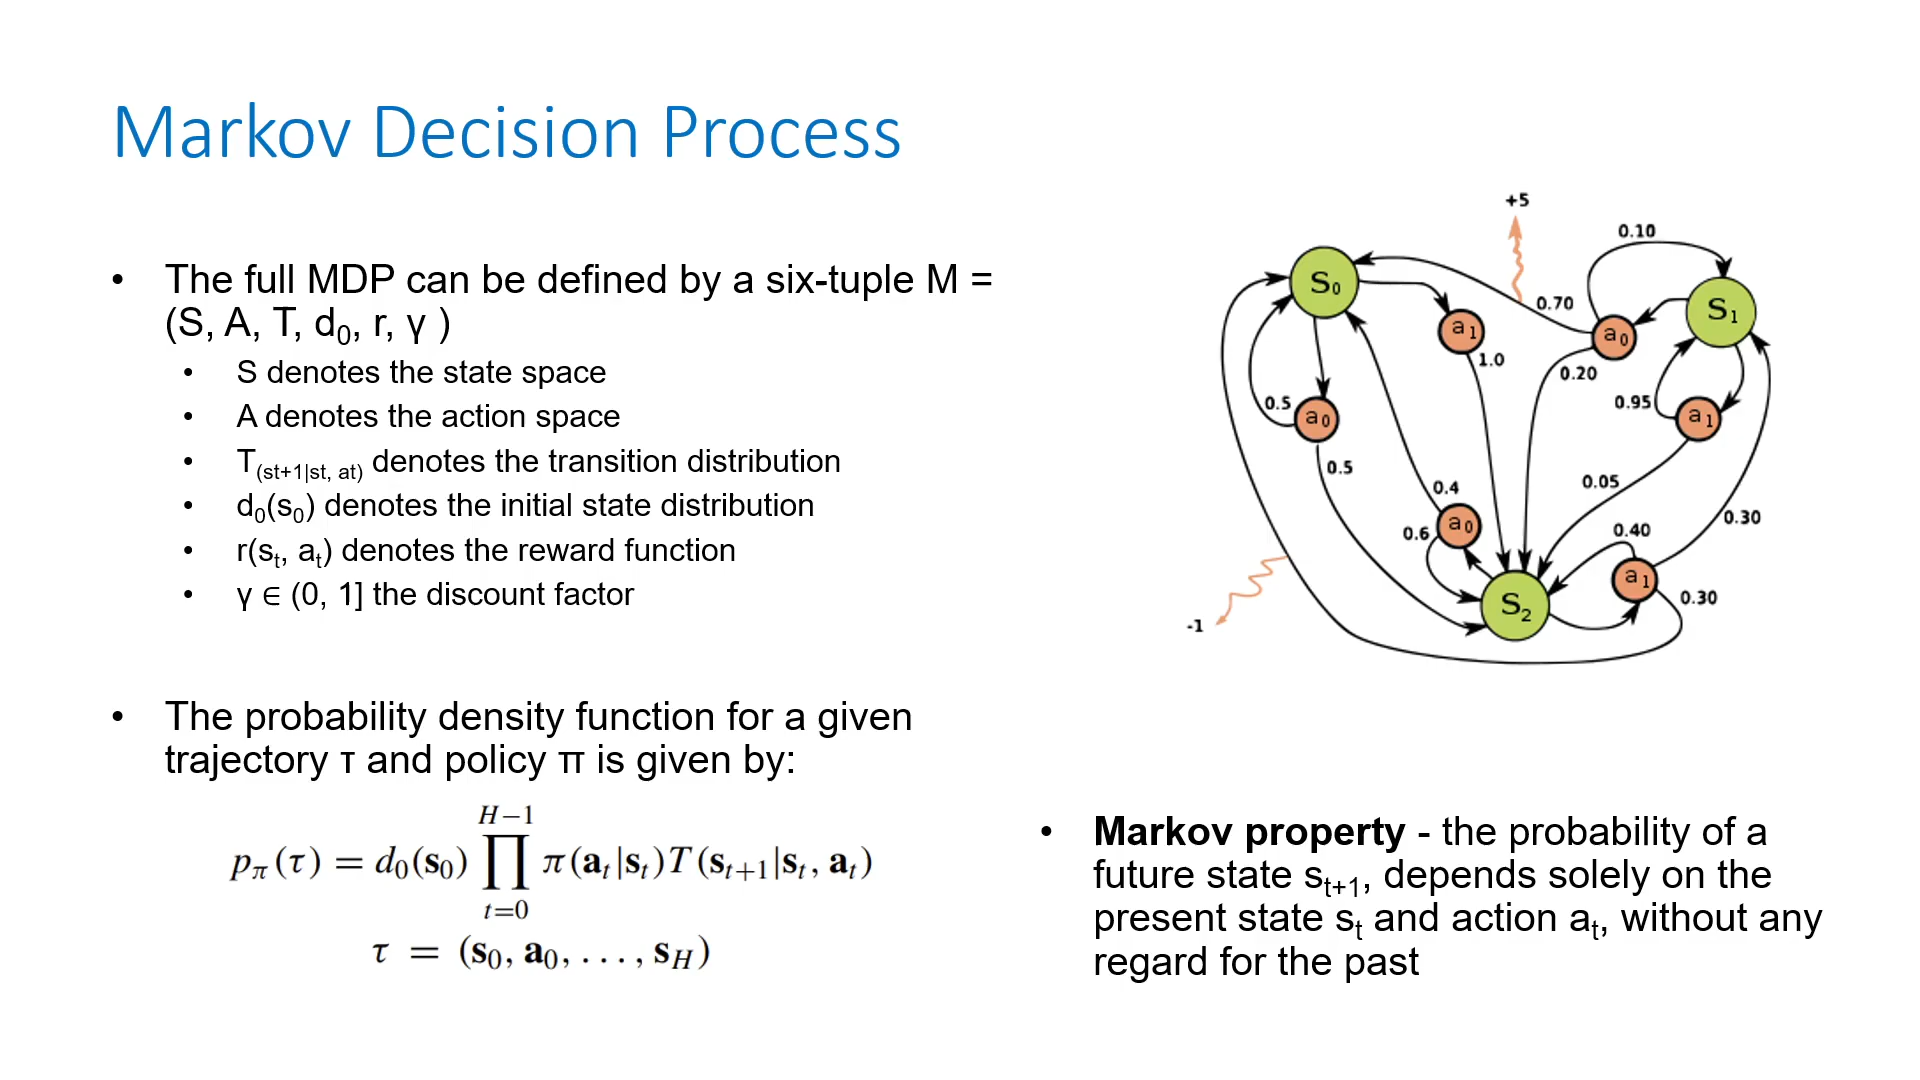 Markov Decision Process
• The full MDP can be defined by a six-tuple M =
(S, A, T, d₀, r, γ )
• S denotes the state space
• A denotes the action space
• T₍st+1|st, at₎ denotes the transition distribution
• d₀(s₀) denotes the initial state distribution
• r(sₜ, aₜ) denotes the reward function
• γ ∈ (0, 1] the discount factor
• The probability density function for a given
trajectory τ and policy π is given by:
H−1
p_π(τ) = d₀(s₀) ∏ π(aₜ|sₜ)T(sₜ₊₁|sₜ, aₜ)
t=0
τ = (s₀, a₀, . . . , s_H)
+5
0.10
S₀
0.70
S₁
a₁
a₀
1.0
0.20
0.5
a₀
0.95
a₁
0.5
0.4
0.05
0.6
a₀
0.40
0.30
a₁
S₂
0.30
-1
• Markov property - the probability of a
future state sₜ₊₁, depends solely on the
present state sₜ and action aₜ, without any
regard for the past